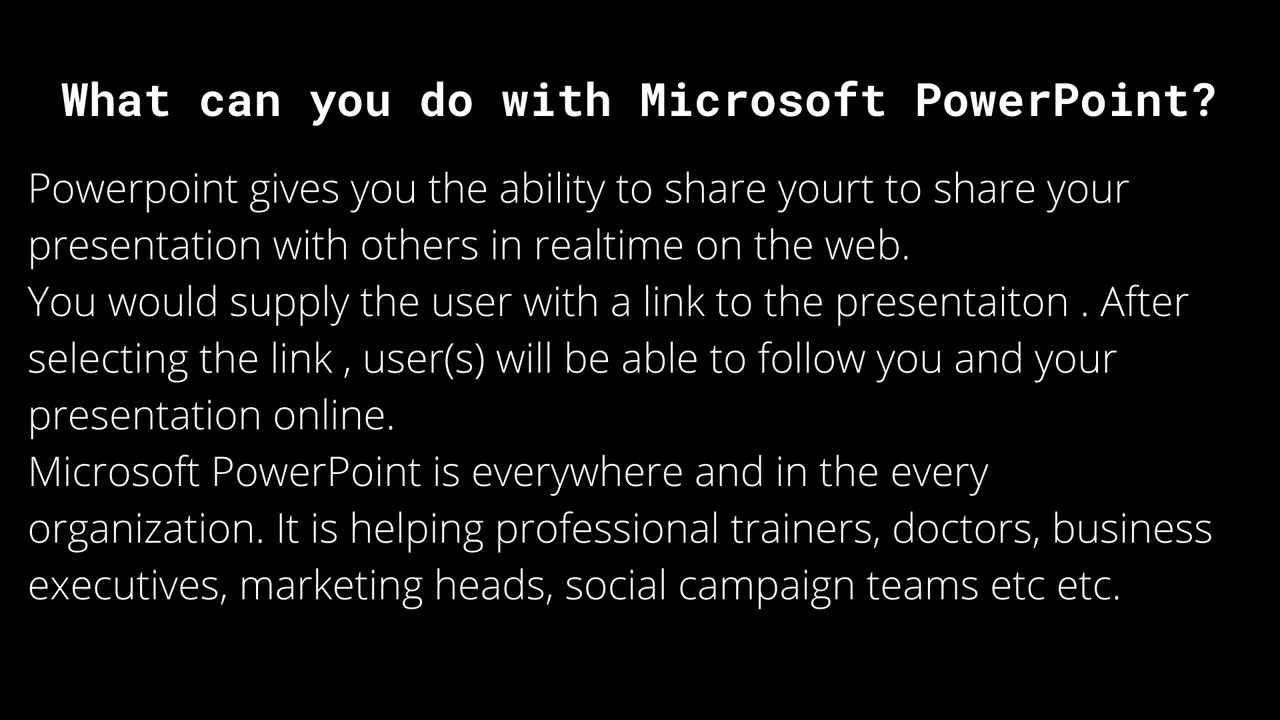 What can you do with Microsoft PowerPoint?
Powerpoint gives you the ability to share yourt to share your
presentation with others in realtime on the web.
You would supply the user with a link to the presentaiton . After
selecting the link , user(s) will be able to follow you and your
presentation online.
Microsoft PowerPoint is everywhere and in the every
organization. It is helping professional trainers, doctors, business
executives, marketing heads, social campaign teams etc etc.